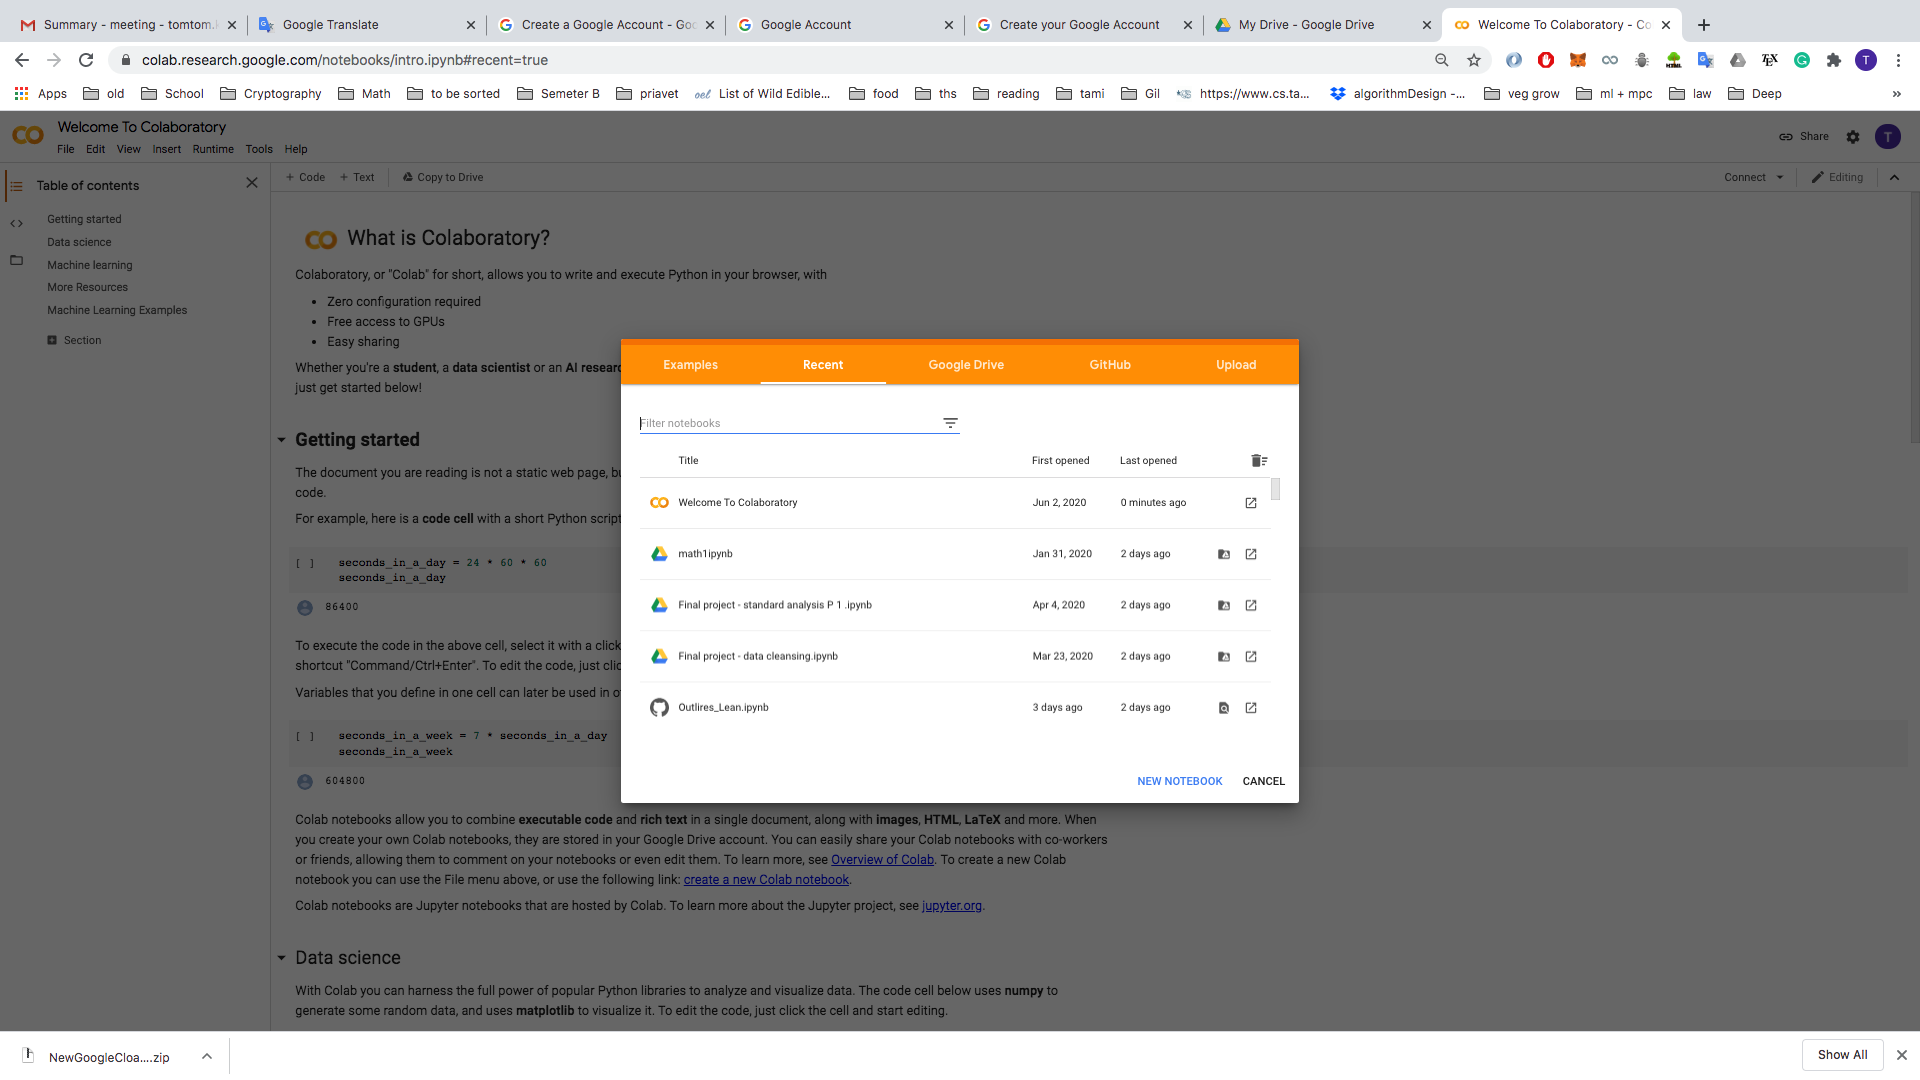 Summary - meeting - tomtom.
Google Translate
Create a Google Account - Goo
Google Account
Create your Google Account
My Drive - Google Drive
Welcome To Colaboratory - Co
colab.research.google.com/notebooks/intro.ipynb#recent=true
Apps old School Cryptography Math to be sorted Semeter B priavet oel List of Wild Edible... food ths reading tami Gil https://www.cs.ta... algorithmDesign -... veg grow ml + mpc law Deep »
Welcome To Colaboratory
Share T
File Edit View Insert Runtime Tools Help
Table of contents
+ Code + Text Copy to Drive
Connect Editing
Getting started
Data science
Machine learning
More Resources
Machine Learning Examples
Section
What is Colaboratory?
Colaboratory, or "Colab" for short, allows you to write and execute Python in your browser, with
• Zero configuration required
• Free access to GPUs
• Easy sharing
Whether you're a student, a data scientist or an AI researc
just get started below!
Getting started
The document you are reading is not a static web page, bu
code.
For example, here is a code cell with a short Python script
[ ] seconds_in_a_day = 24 * 60 * 60
seconds_in_a_day
86400
To execute the code in the above cell, select it with a click
shortcut "Command/Ctrl+Enter". To edit the code, just clic
Variables that you define in one cell can later be used in o
[ ] seconds_in_a_week = 7 * seconds_in_a_day
seconds_in_a_week
604800
Colab notebooks allow you to combine executable code and rich text in a single document, along with images, HTML, LaTeX and more. When
you create your own Colab notebooks, they are stored in your Google Drive account. You can easily share your Colab notebooks with co-workers
or friends, allowing them to comment on your notebooks or even edit them. To learn more, see Overview of Colab. To create a new Colab
notebook you can use the File menu above, or use the following link: create a new Colab notebook.
Colab notebooks are Jupyter notebooks that are hosted by Colab. To learn more about the Jupyter project, see jupyter.org.
Data science
With Colab you can harness the full power of popular Python libraries to analyze and visualize data. The code cell below uses numpy to
generate some random data, and uses matplotlib to visualize it. To edit the code, just click the cell and start editing.
Examples Recent Google Drive GitHub Upload
Filter notebooks
Title First opened Last opened
Welcome To Colaboratory Jun 2, 2020 0 minutes ago
math1ipynb Jan 31, 2020 2 days ago
Final project - standard analysis P 1 .ipynb Apr 4, 2020 2 days ago
Final project - data cleansing.ipynb Mar 23, 2020 2 days ago
Outlires_Lean.ipynb 3 days ago 2 days ago
NEW NOTEBOOK CANCEL
NewGoogleCloa....zip
Show All